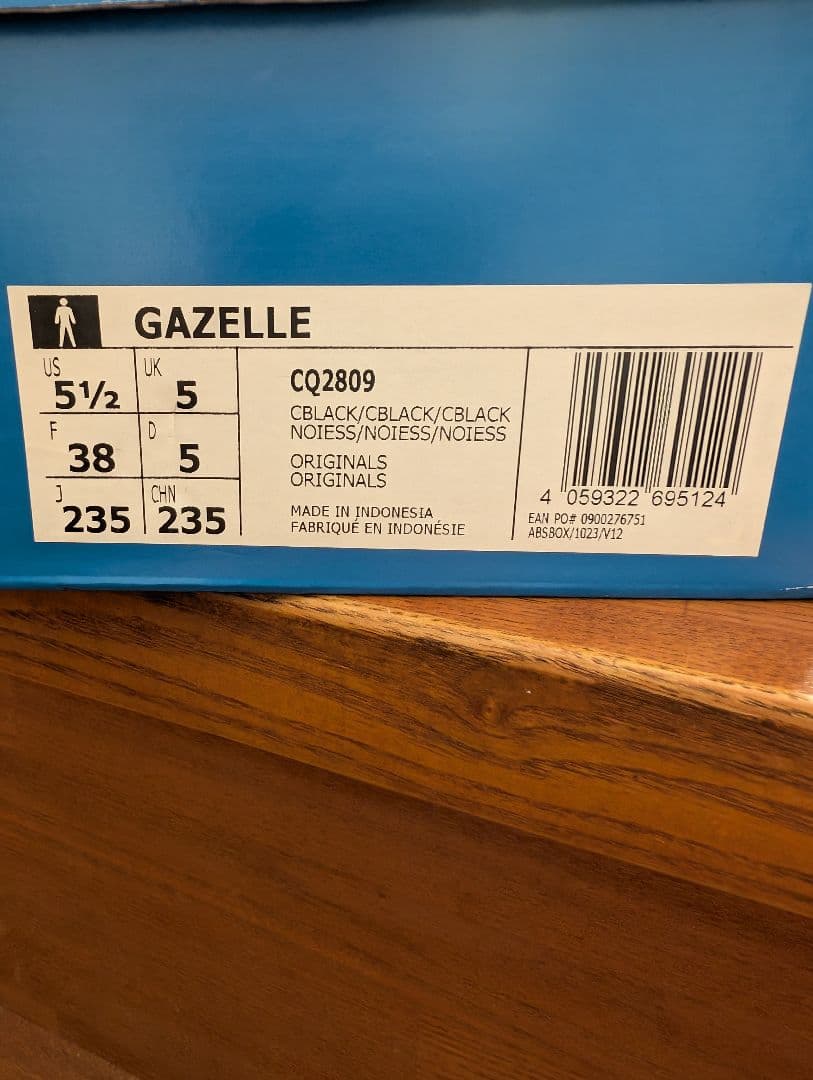 GAZELLE
US
5½
UK
5
F
38
D
5
J
235
CHN
235
CQ2809
CBLACK/CBLACK/CBLACK
NOIESS/NOIESS/NOIESS
ORIGINALS
ORIGINALS
MADE IN INDONESIA
FABRIQUÉ EN INDONÉSIE
4 059322 695124
EAN PO# 0900276751
ABSBOX/1023/V12